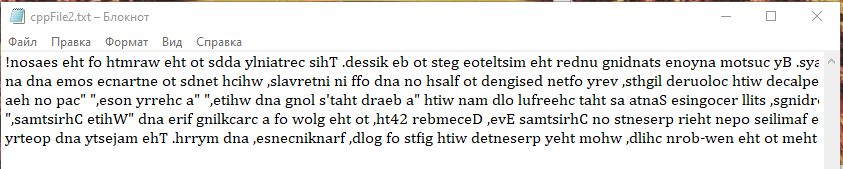 cppFile2.txt – Блокнот
Файл Правка Формат Вид Справка
!nosaes eht fo htmraw eht ot sdda ylniatrec sihT .dessik eb ot steg eoteltsim eht rednu gnidnats enoyna motsuc yB .sya
na dna emos ecnartne ot sdnet hcihw ,slavretni ni ffo dna no hsalf ot dengised netfo yrev ,sthgil deruoloc htiw decalpe
aeh no pac" ",eson yrrehc a" ",etihw dna gnol s'taht draeb a" htiw nam dlo lufreehc taht sa atnaS esingocer llits ,sgnidre
",samtsirhC etihW" dna erif gnilkcarc a fo wolg eht ot ,ht42 rebmeceD ,evE samtsirhC no stneserp rieht nepo seilimaf e
yrteop dna ytsejam ehT .hrrym dna ,esnecniknarf ,dlog fo stfig htiw detneserp yeht mohw ,dlihc nrob-wen eht ot meht